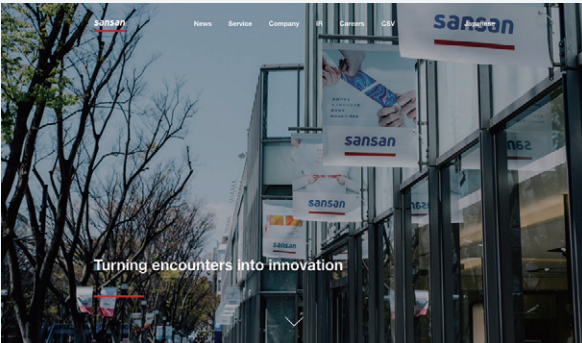 sansan
News Service Company IR Careers CSV Japanese
sansan
sansan
sansan
sansan
Turning encounters into innovation